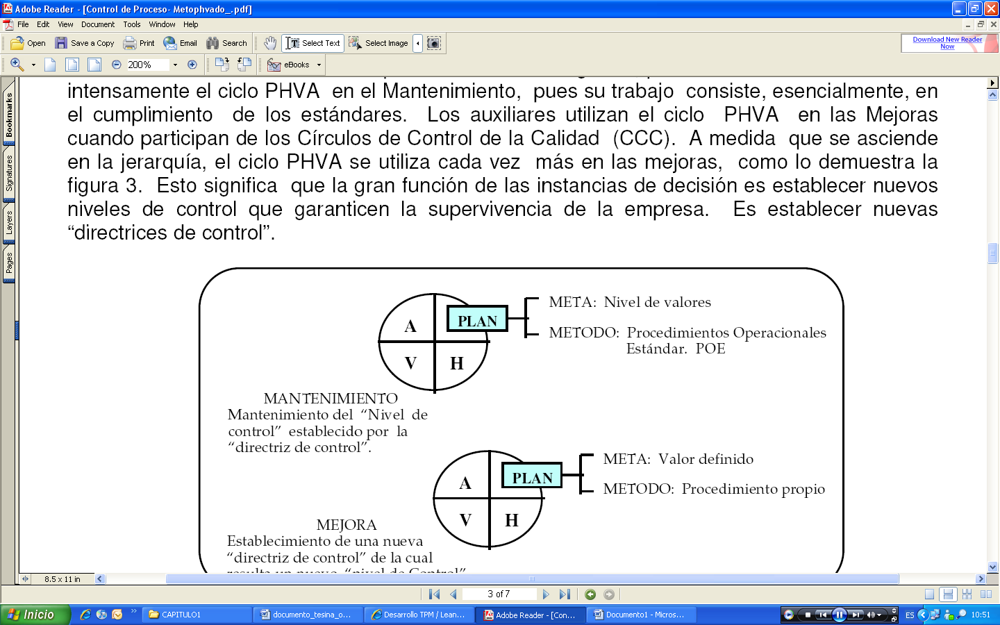 Adobe Reader - [Control de Proceso- Metophvado_.pdf]
File Edit View Document Tools Window Help
Open Save a Copy Print Email Search Select Text Select Image
Download New Reader
Now
200% eBooks
Bookmarks
Signatures
Layers
Pages
intensamente el ciclo PHVA en el Mantenimiento, pues su trabajo consiste, esencialmente, en
el cumplimiento de los estándares. Los auxiliares utilizan el ciclo PHVA en las Mejoras
cuando participan de los Círculos de Control de la Calidad (CCC). A medida que se asciende
en la jerarquía, el ciclo PHVA se utiliza cada vez más en las mejoras, como lo demuestra la
figura 3. Esto significa que la gran función de las instancias de decisión es establecer nuevos
niveles de control que garanticen la supervivencia de la empresa. Es establecer nuevas
“directrices de control”.
A PLAN
V H
META: Nivel de valores
METODO: Procedimientos Operacionales
Estándar. POE
MANTENIMIENTO
Mantenimiento del “Nivel de
control” establecido por la
“directriz de control”.
A PLAN
V H
META: Valor definido
METODO: Procedimiento propio
MEJORA
Establecimiento de una nueva
“directriz de control” de la cual
resulta un nuevo “nivel de Control”
8.5 x 11 in
3 of 7
Inicio
CAPITULO1
documento_tesina_o...
Desarrollo TPM / Lean...
Adobe Reader - [Con...
Documento1 - Micros...
ES
10:51